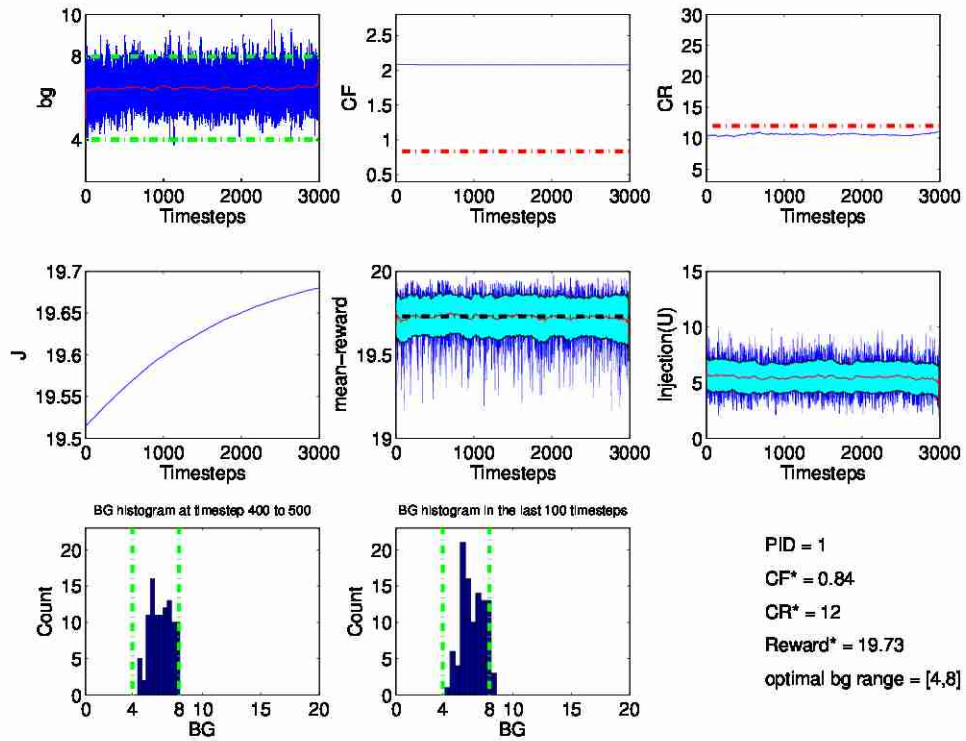 10
8
4
bg
0 1000 2000 3000
Timesteps
2.5
2
1.5
1
0.5
CF
0 1000 2000 3000
Timesteps
30
25
20
15
10
5
CR
0 1000 2000 3000
Timesteps
19.7
19.65
19.6
19.55
19.5
J
0 1000 2000 3000
Timesteps
20
19.5
19
mean-reward
0 1000 2000 3000
Timesteps
15
10
5
0
Injection(U)
0 1000 2000 3000
Timesteps
BG histogram at timestep 400 to 500
20
15
10
5
0
Count
0 4 8 10 15 20
BG
BG histogram in the last 100 timesteps
20
15
10
5
0
Count
0 4 8 10 15 20
BG
PID = 1
CF* = 0.84
CR* = 12
Reward* = 19.73
optimal bg range = [4,8]